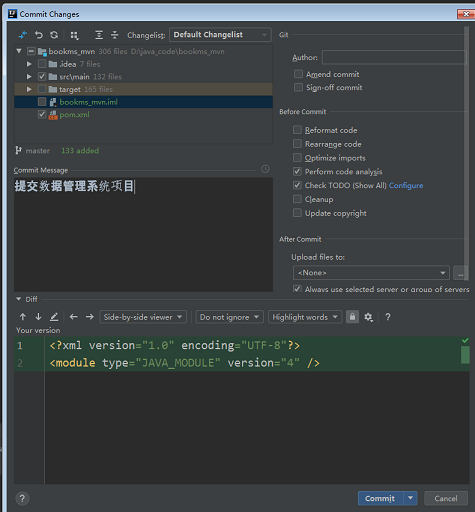 Commit Changes
Changelist: Default Changelist
Git
bookms_mvn 306 files D:\java_code\bookms_mvn
.idea 7 files
src\main 132 files
target 165 files
bookms_mvn.iml
pom.xml
Author:
Amend commit
Sign-off commit
Before Commit
Reformat code
Rearrange code
Optimize imports
Perform code analysis
Check TODO (Show All) Configure
Cleanup
Update copyright
master 133 added
Commit Message
提交数据管理系统项目
After Commit
Upload files to:
<None>
...
Always use selected server or group of servers
Diff
Side-by-side viewer
Do not ignore
Highlight words
?
Your version
1 <?xml version="1.0" encoding="UTF-8"?>
2 <module type="JAVA_MODULE" version="4" />
?
Commit
Cancel